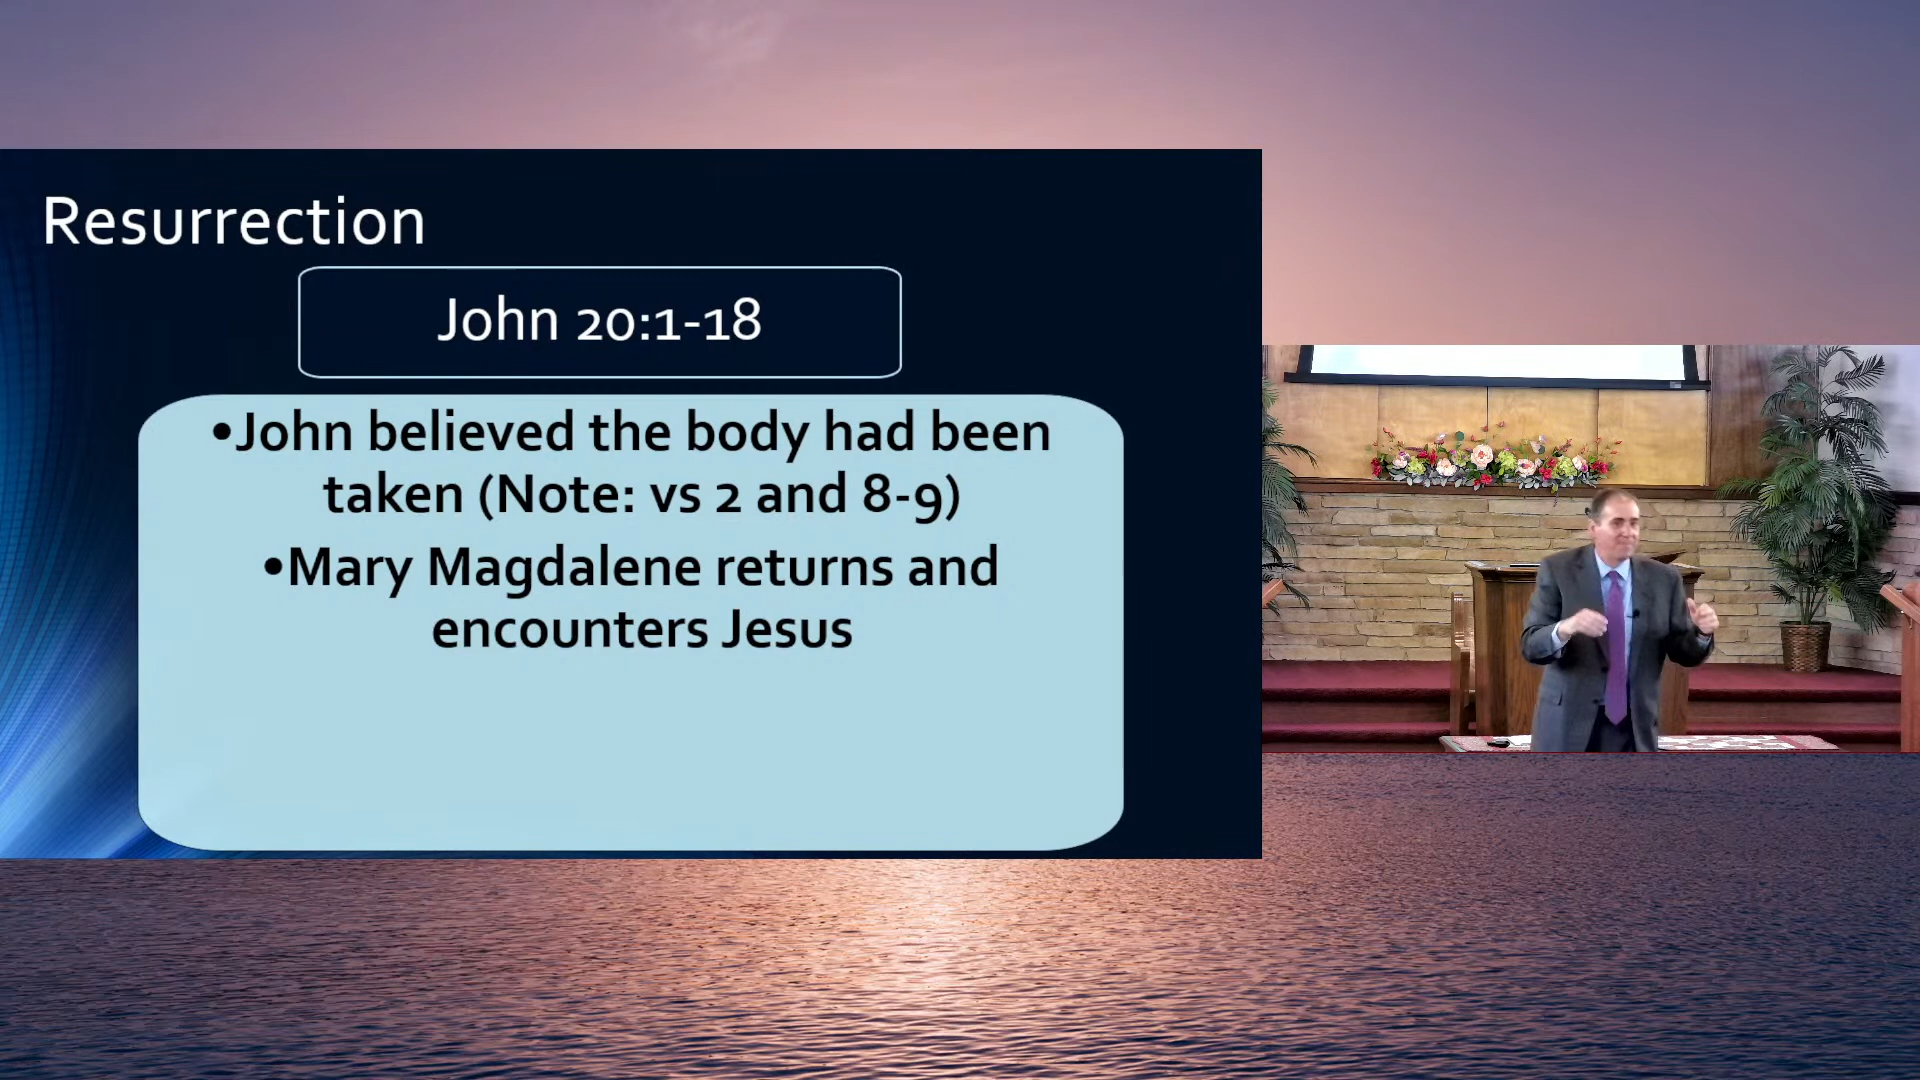 Resurrection
John 20:1-18
•John believed the body had been
taken (Note: vs 2 and 8-9)
•Mary Magdalene returns and
encounters Jesus